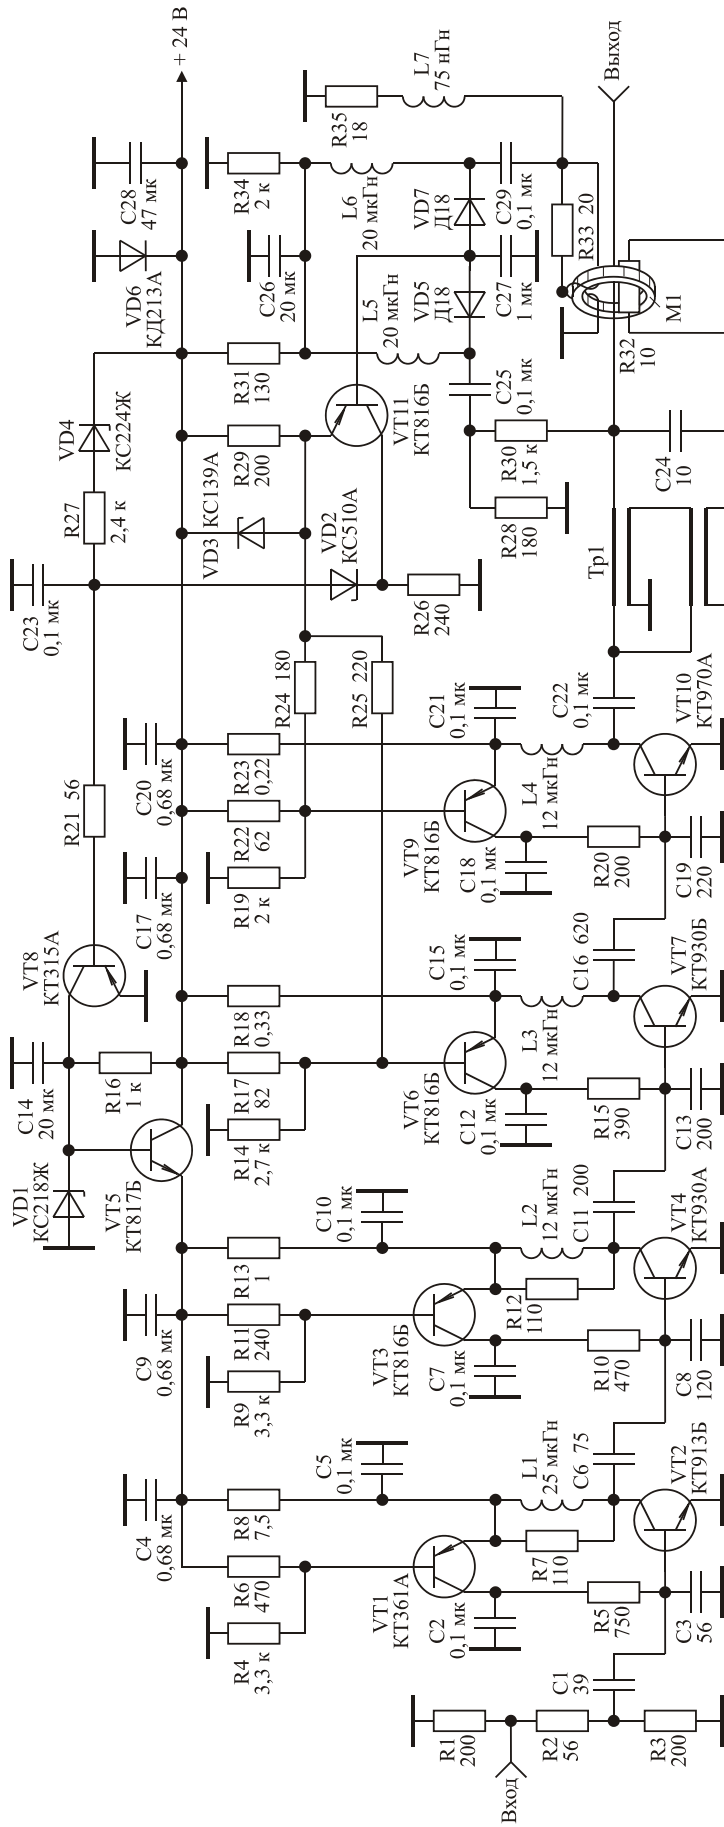 Вход
R1
200
R2
56
R3
200
C1
39
R4
3,3 к
R6
470
R8
7,5
C4
0,68 мк
C5
0,1 мк
VT1
КТ361А
C2
0,1 мк
R5
750
C3
56
R7
110
L1
25 мкГн
C6 75
VT2
КТ913Б
R9
3,3 к
R11
240
R13
1
C9
0,68 мк
C10
0,1 мк
VT3
КТ816Б
C7
0,1 мк
R10
470
C8
120
R12
110
L2
12 мкГн
C11 200
VT4
КТ930А
VD1
КС218Ж
VT5
КТ817Б
C14
20 мк
R16
1 к
R14
2,7 к
R17
82
R18
0,33
VT6
КТ816Б
C12
0,1 мк
C15
0,1 мк
R15
390
C13
200
L3
12 мкГн
C16 620
VT7
КТ930Б
VT8
КТ315А
R21 56
C17
0,68 мк
C20
0,68 мк
R19
2 к
R22
62
R23
0,22
VT9
КТ816Б
C18
0,1 мк
C21
0,1 мк
R20
200
C19
220
L4
12 мкГн
C22
0,1 мк
VT10
КТ970А
R24 180
R25 220
C23
0,1 мк
R27
2,4 к
VD4
КС224Ж
VD3 КС139А
VD2
КС510А
R26
240
R29
200
R31
130
VT11
КТ816Б
R28
180
R30
1,5 к
C25
0,1 мк
Тр1
C24
10
VD6
КД213А
C28
47 мк
+ 24 В
C26
20 мк
R34
2 к
L5
20 мкГн
L6
20 мкГн
VD5
Д18
VD7
Д18
C27
1 мк
C29
0,1 мк
R35
18
L7
75 нГн
R33 20
R32
10
М1
Выход